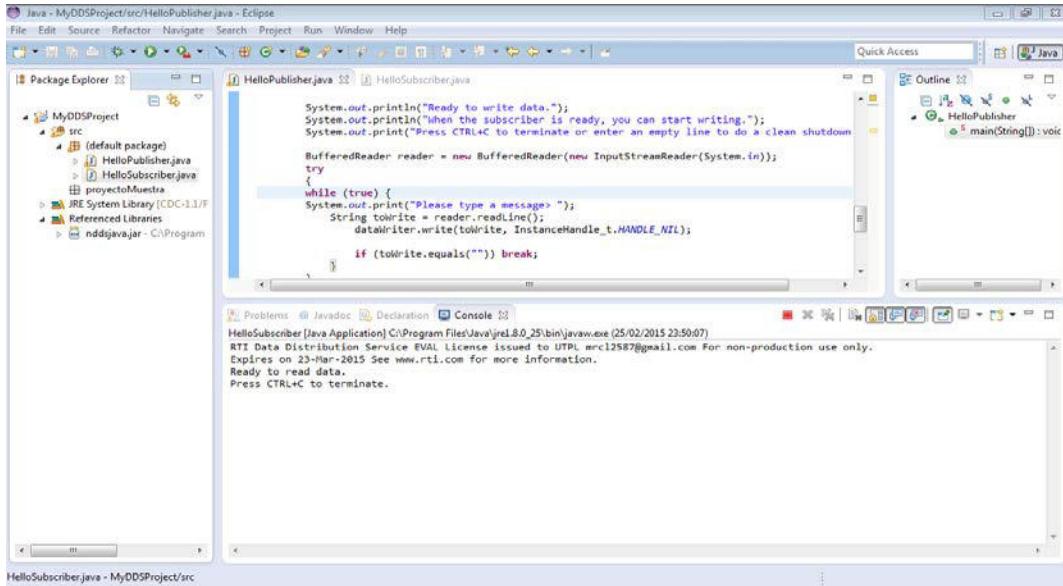 Java - MyDDSProject/src/HelloPublisher.java - Eclipse
File Edit Source Refactor Navigate Search Project Run Window Help
Quick Access
Java
Package Explorer
MyDDSProject
src
(default package)
HelloPublisher.java
HelloSubscriber.java
proyectoMuestra
JRE System Library [CDC-1.1/F
Referenced Libraries
nddsjava.jar - C:\Program
HelloPublisher.java HelloSubscriber.java
System.out.println("Ready to write data.");
System.out.println("When the subscriber is ready, you can start writing.");
System.out.print("Press CTRL+C to terminate or enter an empty line to do a clean shutdown
BufferedReader reader = new BufferedReader(new InputStreamReader(System.in));
try
{
while (true) {
System.out.print("Please type a message> ");
String toWrite = reader.readLine();
dataWriter.write(toWrite, InstanceHandle_t.HANDLE_NIL);
if (toWrite.equals("")) break;
}
Outline
HelloPublisher
main(String[]) : voic
Problems Javadoc Declaration Console
HelloSubscriber [Java Application] C:\Program Files\Java\jre1.8.0_25\bin\javaw.exe (25/02/2015 23:50:07)
RTI Data Distribution Service EVAL License issued to UTPL mrcl2587@gmail.com For non-production use only.
Expires on 23-Mar-2015 See www.rti.com for more information.
Ready to read data.
Press CTRL+C to terminate.
HelloSubscriber.java - MyDDSProject/src